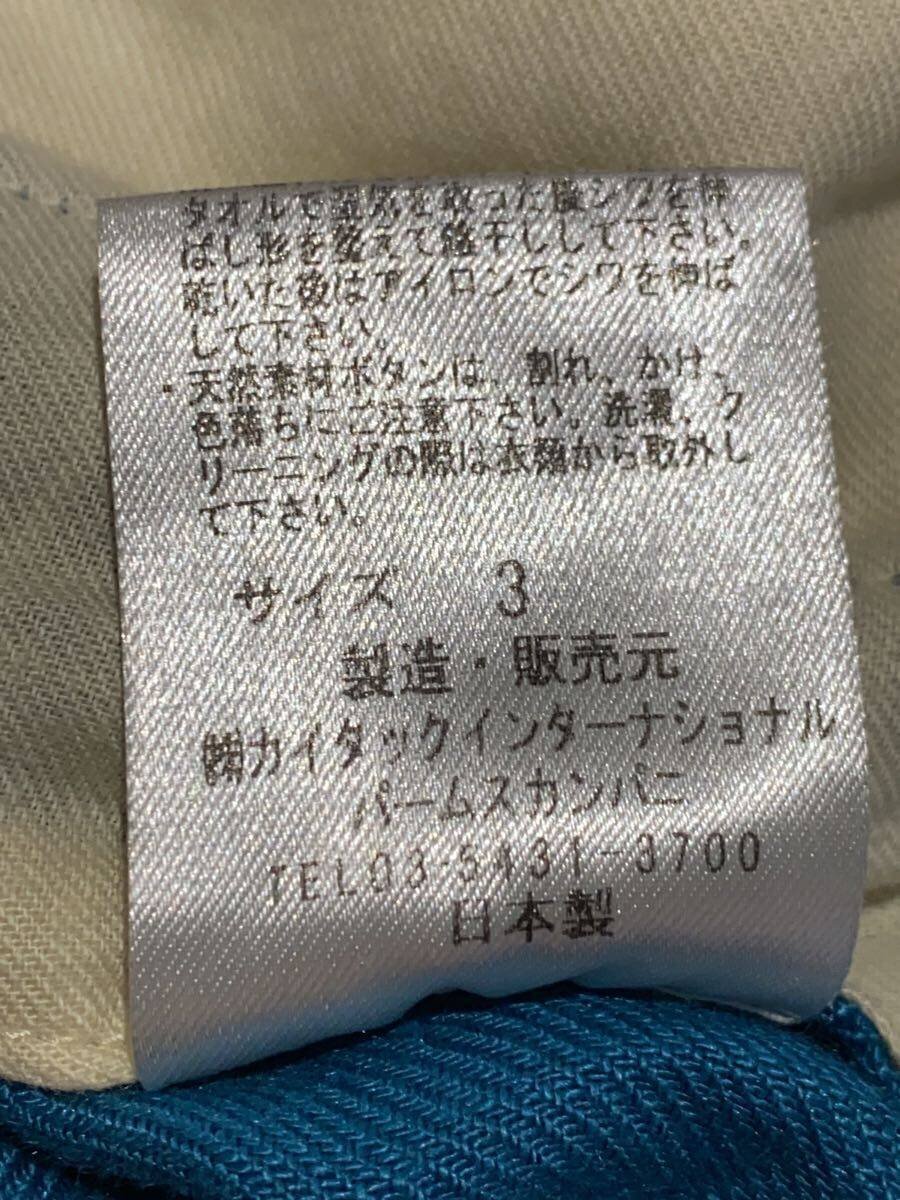 タオルで湿気を取った後シワを伸
ばし形を整えて陰干しして下さい。
乾いた後はアイロンでシワを伸ば
して下さい。
・天然素材ボタンは、割れ、かけ、
色落ちにご注意下さい。洗濯、ク
リーニングの際は衣類から取外し
て下さい。
サイズ 3
製造・販売元
㈱カイタックインターナショナル
パームスカンパニ
TEL03-5431-3700
日本製